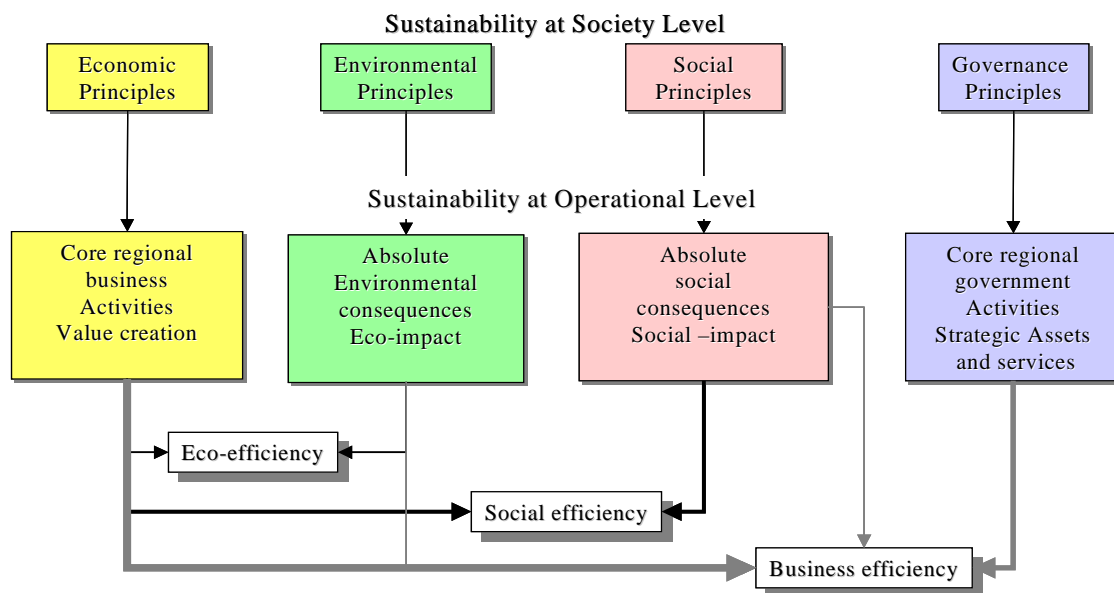 Sustainability at Society Level
Economic
Principles
Environmental
Principles
Social
Principles
Governance
Principles
Sustainability at Operational Level
Core regional
business
Activities
Value creation
Absolute
Environmental
consequences
Eco-impact
Absolute
social
consequences
Social –impact
Core regional
government
Activities
Strategic Assets
and services
Eco-efficiency
Social efficiency
Business efficiency